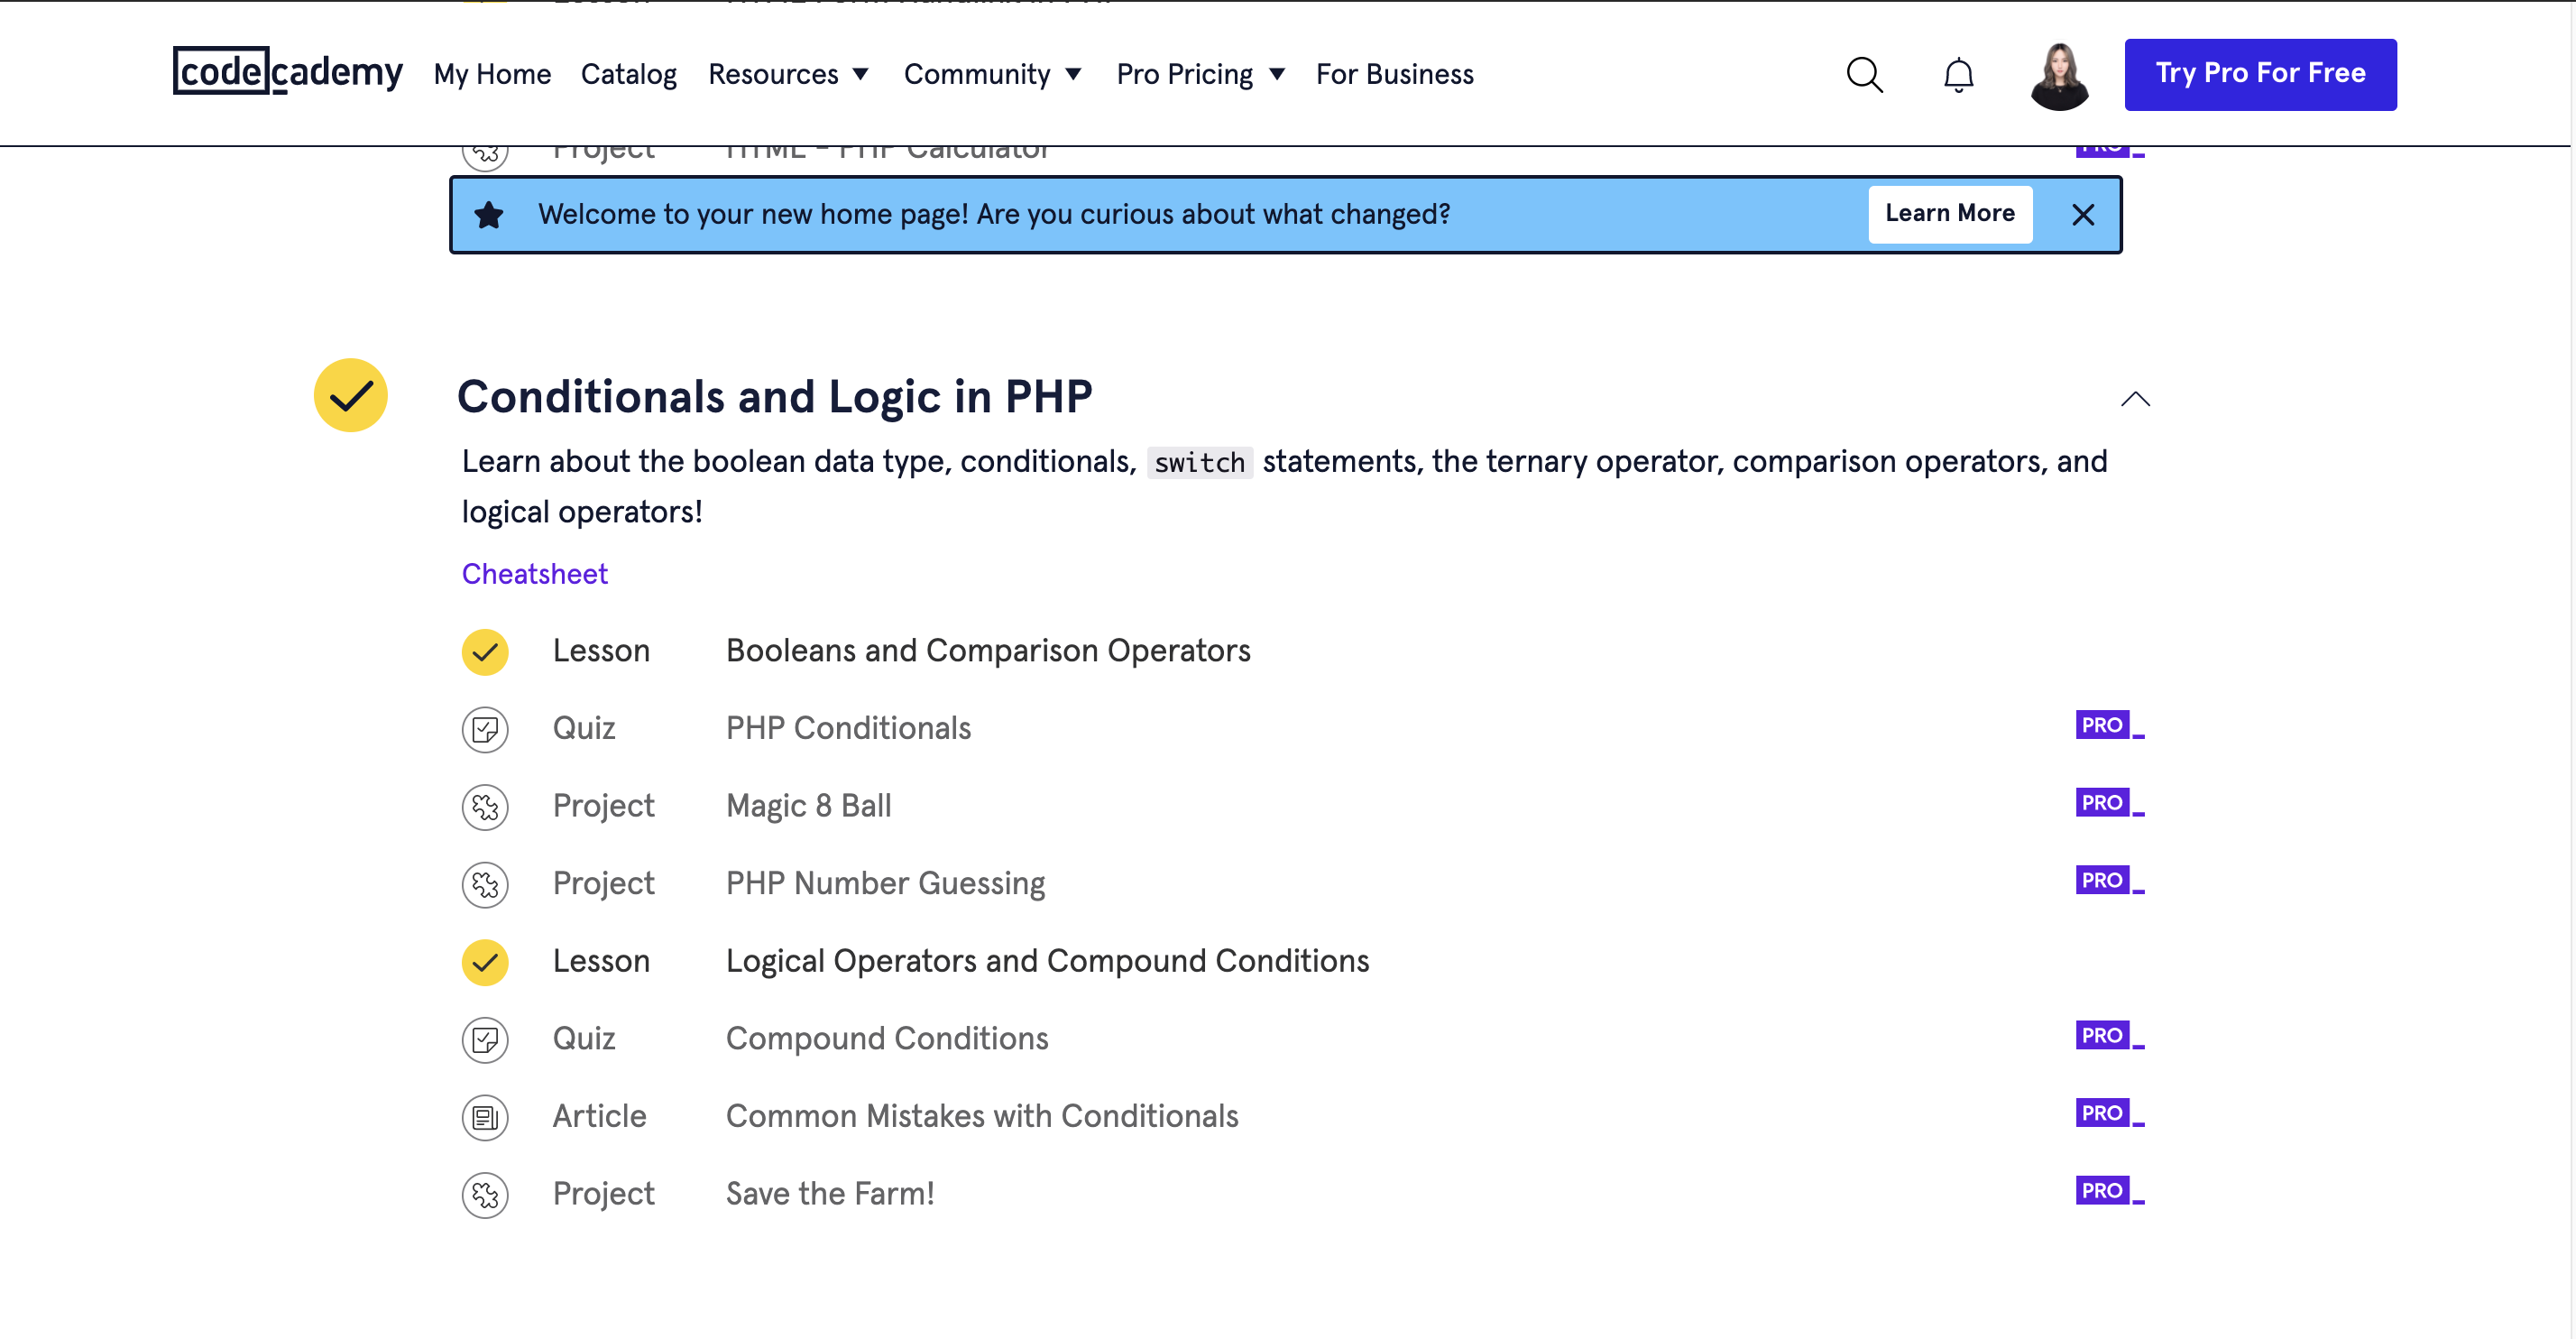 codecademy My Home Catalog Resources Community Pro Pricing For Business Try Pro For Free
Project HTML - PHP Calculator PRO
Welcome to your new home page! Are you curious about what changed? Learn More
Conditionals and Logic in PHP
Learn about the boolean data type, conditionals, switch statements, the ternary operator, comparison operators, and
logical operators!
Cheatsheet
Lesson Booleans and Comparison Operators
Quiz PHP Conditionals PRO
Project Magic 8 Ball PRO
Project PHP Number Guessing PRO
Lesson Logical Operators and Compound Conditions
Quiz Compound Conditions PRO
Article Common Mistakes with Conditionals PRO
Project Save the Farm! PRO